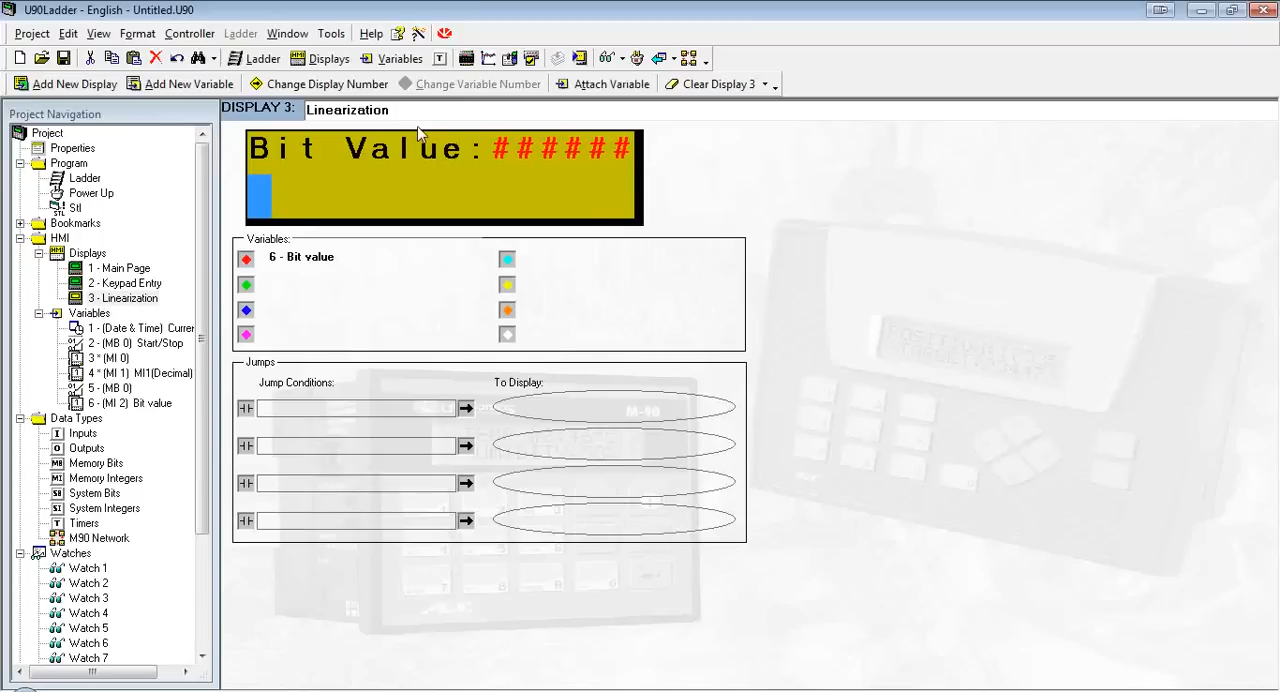 U90Ladder - English - Untitled.U90
Project Edit View Format Controller Ladder Window Tools Help
Ladder Displays Variables T
Add New Display Add New Variable Change Display Number Change Variable Number Attach Variable Clear Display 3
Project Navigation
Project
Properties
Program
Ladder
Power Up
Stl
Bookmarks
HMI
Displays
1 - Main Page
2 - Keypad Entry
3 - Linearization
Variables
1 - (Date & Time) Curre
2 - (MB 0) Start/Stop
3 * (MI 0)
4 * (MI 1) MI1(Decimal)
5 - (MB 0)
6 - (MI 2) Bit value
Data Types
Inputs
Outputs
Memory Bits
Memory Integers
System Bits
System Integers
Timers
M90 Network
Watches
Watch 1
Watch 2
Watch 3
Watch 4
Watch 5
Watch 6
Watch 7
DISPLAY 3: Linearization
Bit Value:######
Variables:
6 - Bit value
Jumps
Jump Conditions: To Display:
M-90